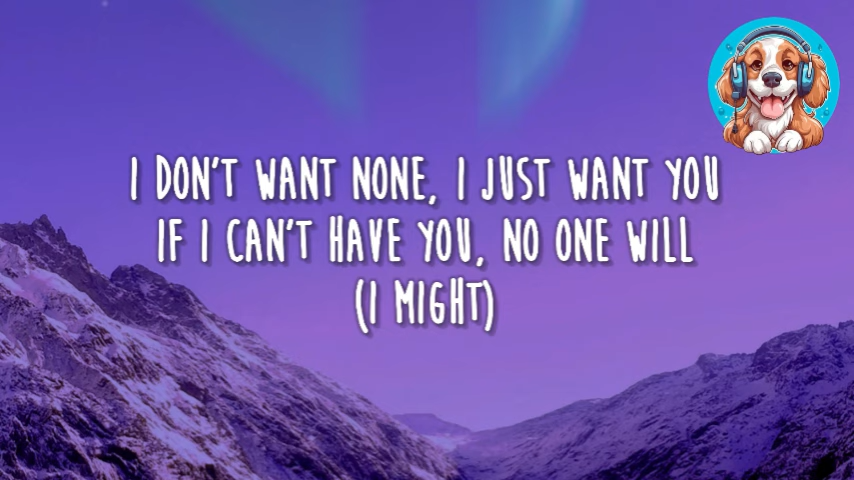 I DON'T WANT NONE, I JUST WANT YOU
IF I CAN'T HAVE YOU, NO ONE WILL
(I MIGHT)